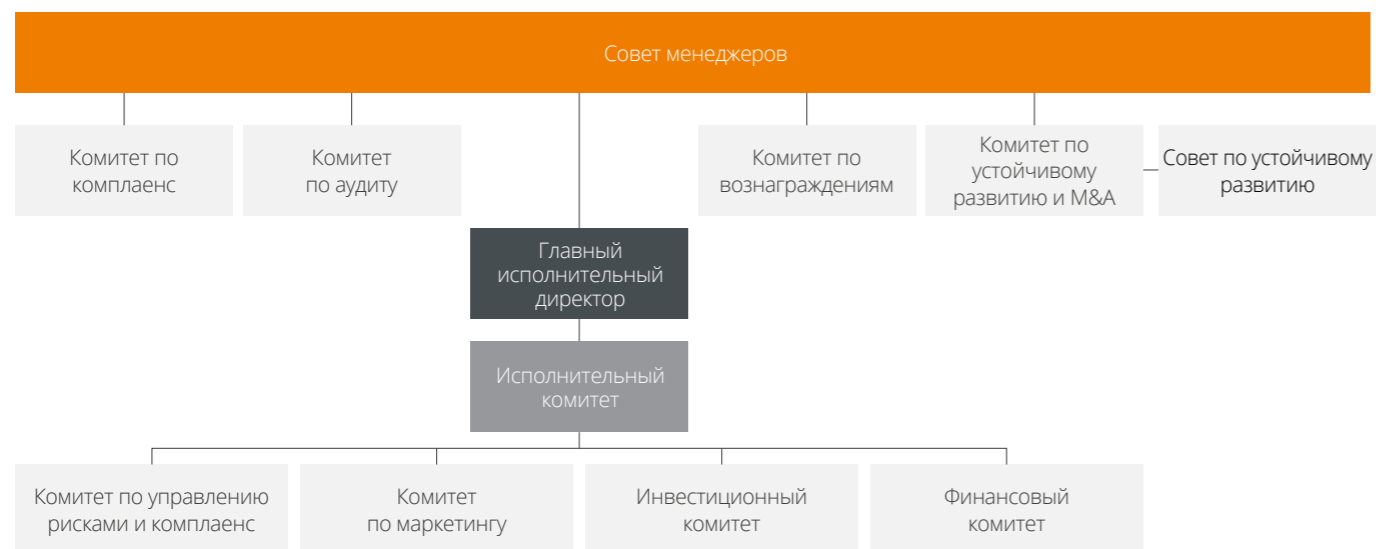 Совет менеджеров
Комитет по
комплаенс
Комитет
по аудиту
Комитет по
вознаграждениям
Комитет по
устойчивому
развитию и M&A
Совет по устойчивому
развитию
Главный
исполнительный
директор
Исполнительный
комитет
Комитет по управлению
рисками и комплаенс
Комитет
по маркетингу
Инвестиционный
комитет
Финансовый
комитет